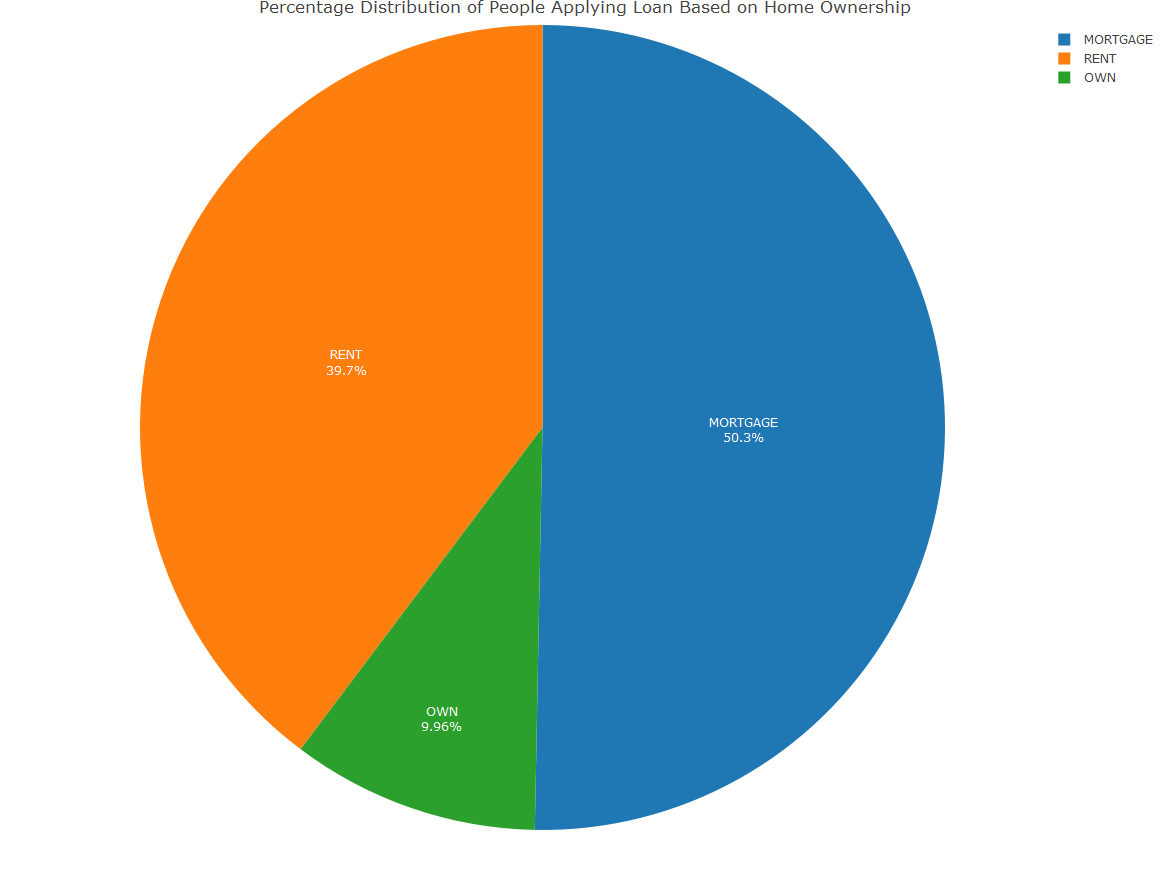 Percentage Distribution of People Applying Loan Based on Home Ownership
MORTGAGE
RENT
OWN
RENT
39.7%
MORTGAGE
50.3%
OWN
9.96%